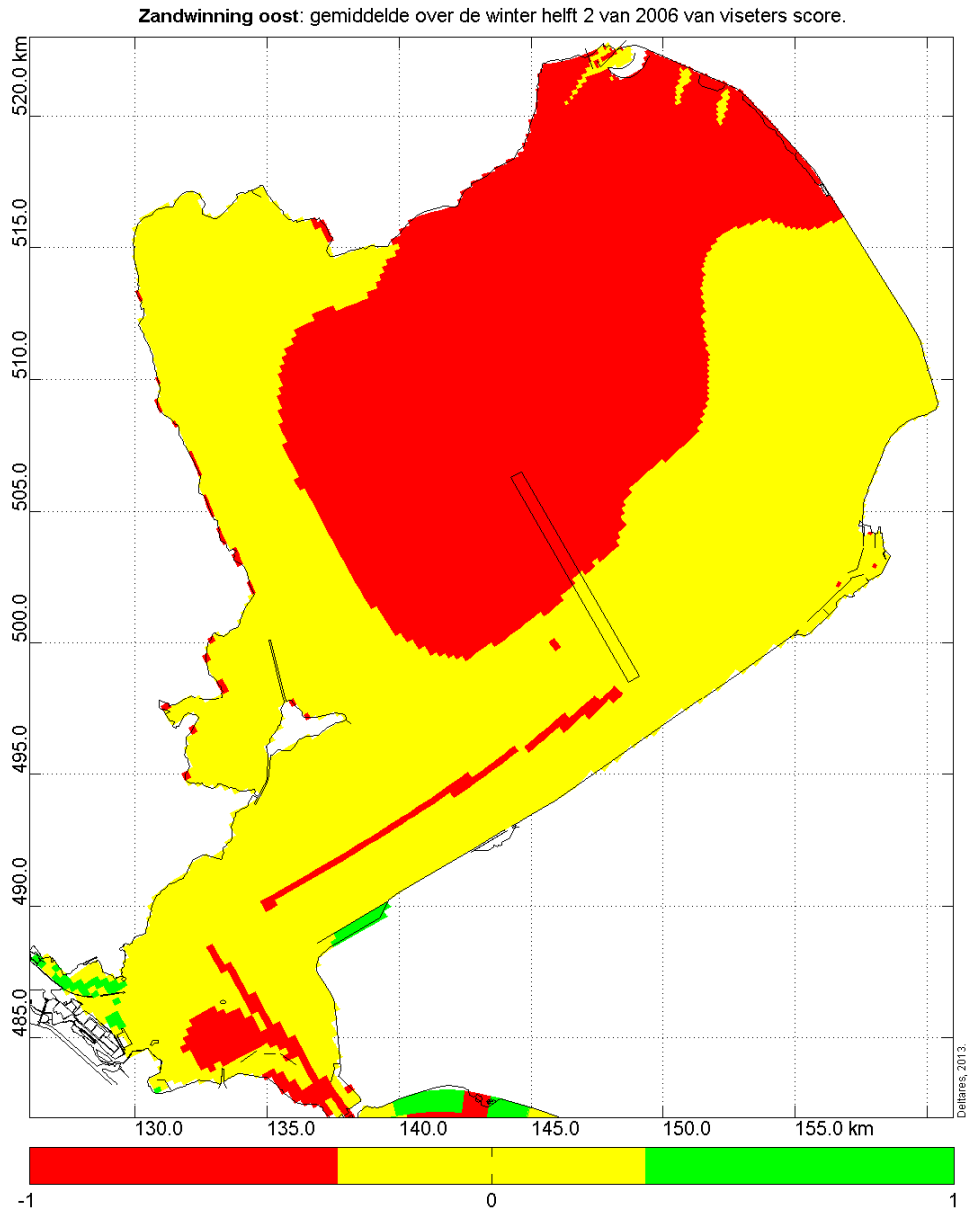 Zandwinning oost: gemiddelde over de winter helft 2 van 2006 van viseters score.
520.0 km
515.0
510.0
505.0
500.0
495.0
490.0
485.0
130.0 135.0 140.0 145.0 150.0 155.0 km
Deltares, 2013.
-1 0 1